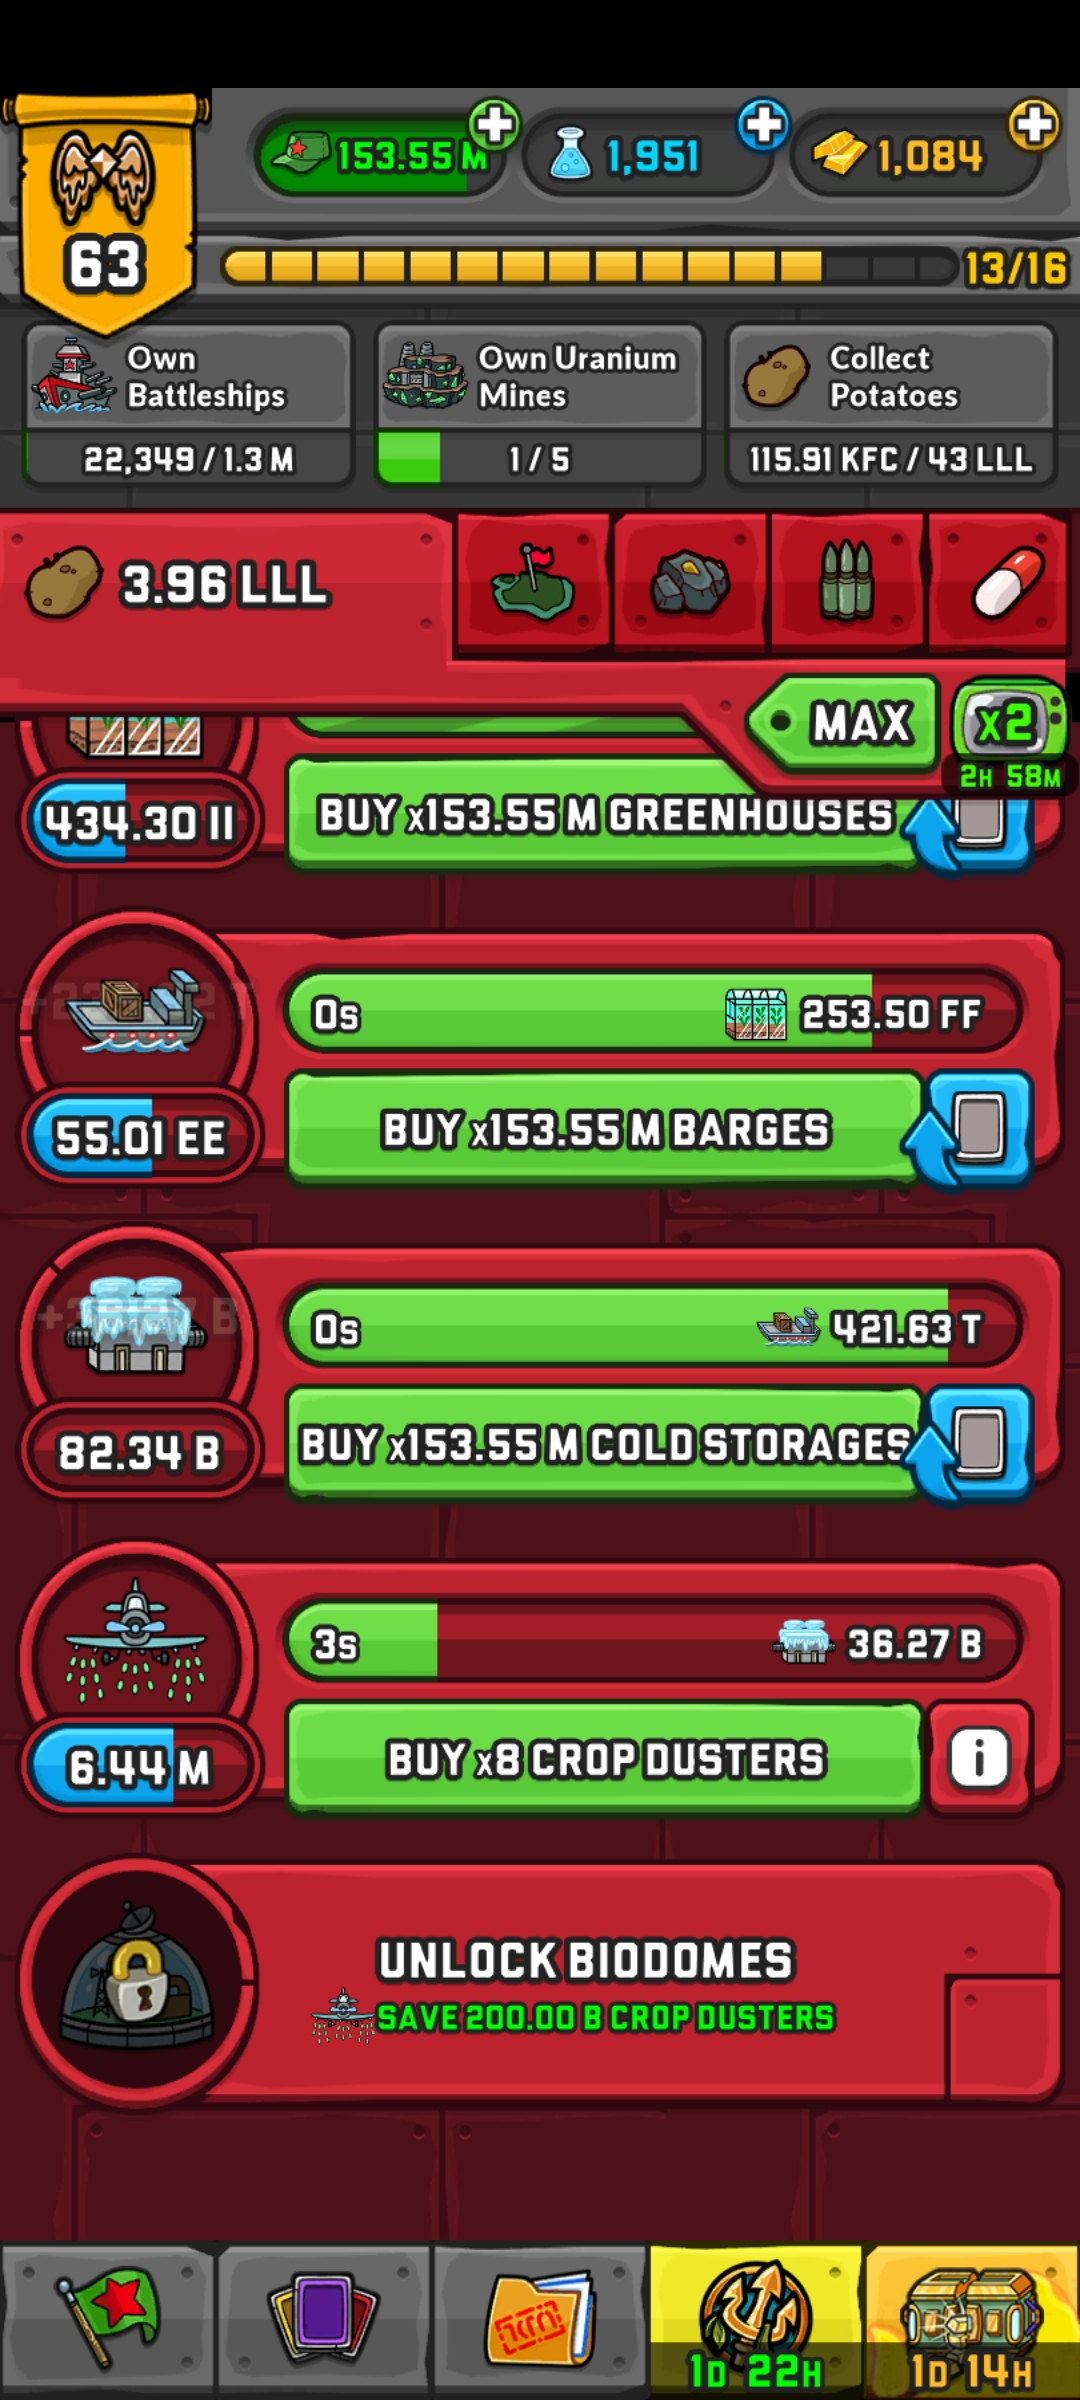 153.55 M
1,951
1,084
63
13/16
Own
Battleships
22,349 / 1.3 M
Own Uranium
Mines
1 / 5
Collect
Potatoes
115.91 KFC / 43 LLL
3.96 LLL
MAX
X2
2H 58M
434.30 II
BUY x153.55 M GREENHOUSES
0s
253.50 FF
55.01 EE
BUY x153.55 M BARGES
0s
421.63 T
82.34 B
BUY x153.55 M COLD STORAGES
3s
36.27 B
6.44 M
BUY x8 CROP DUSTERS
i
UNLOCK BIODOMES
SAVE 200.00 B CROP DUSTERS
1D 22H
1D 14H